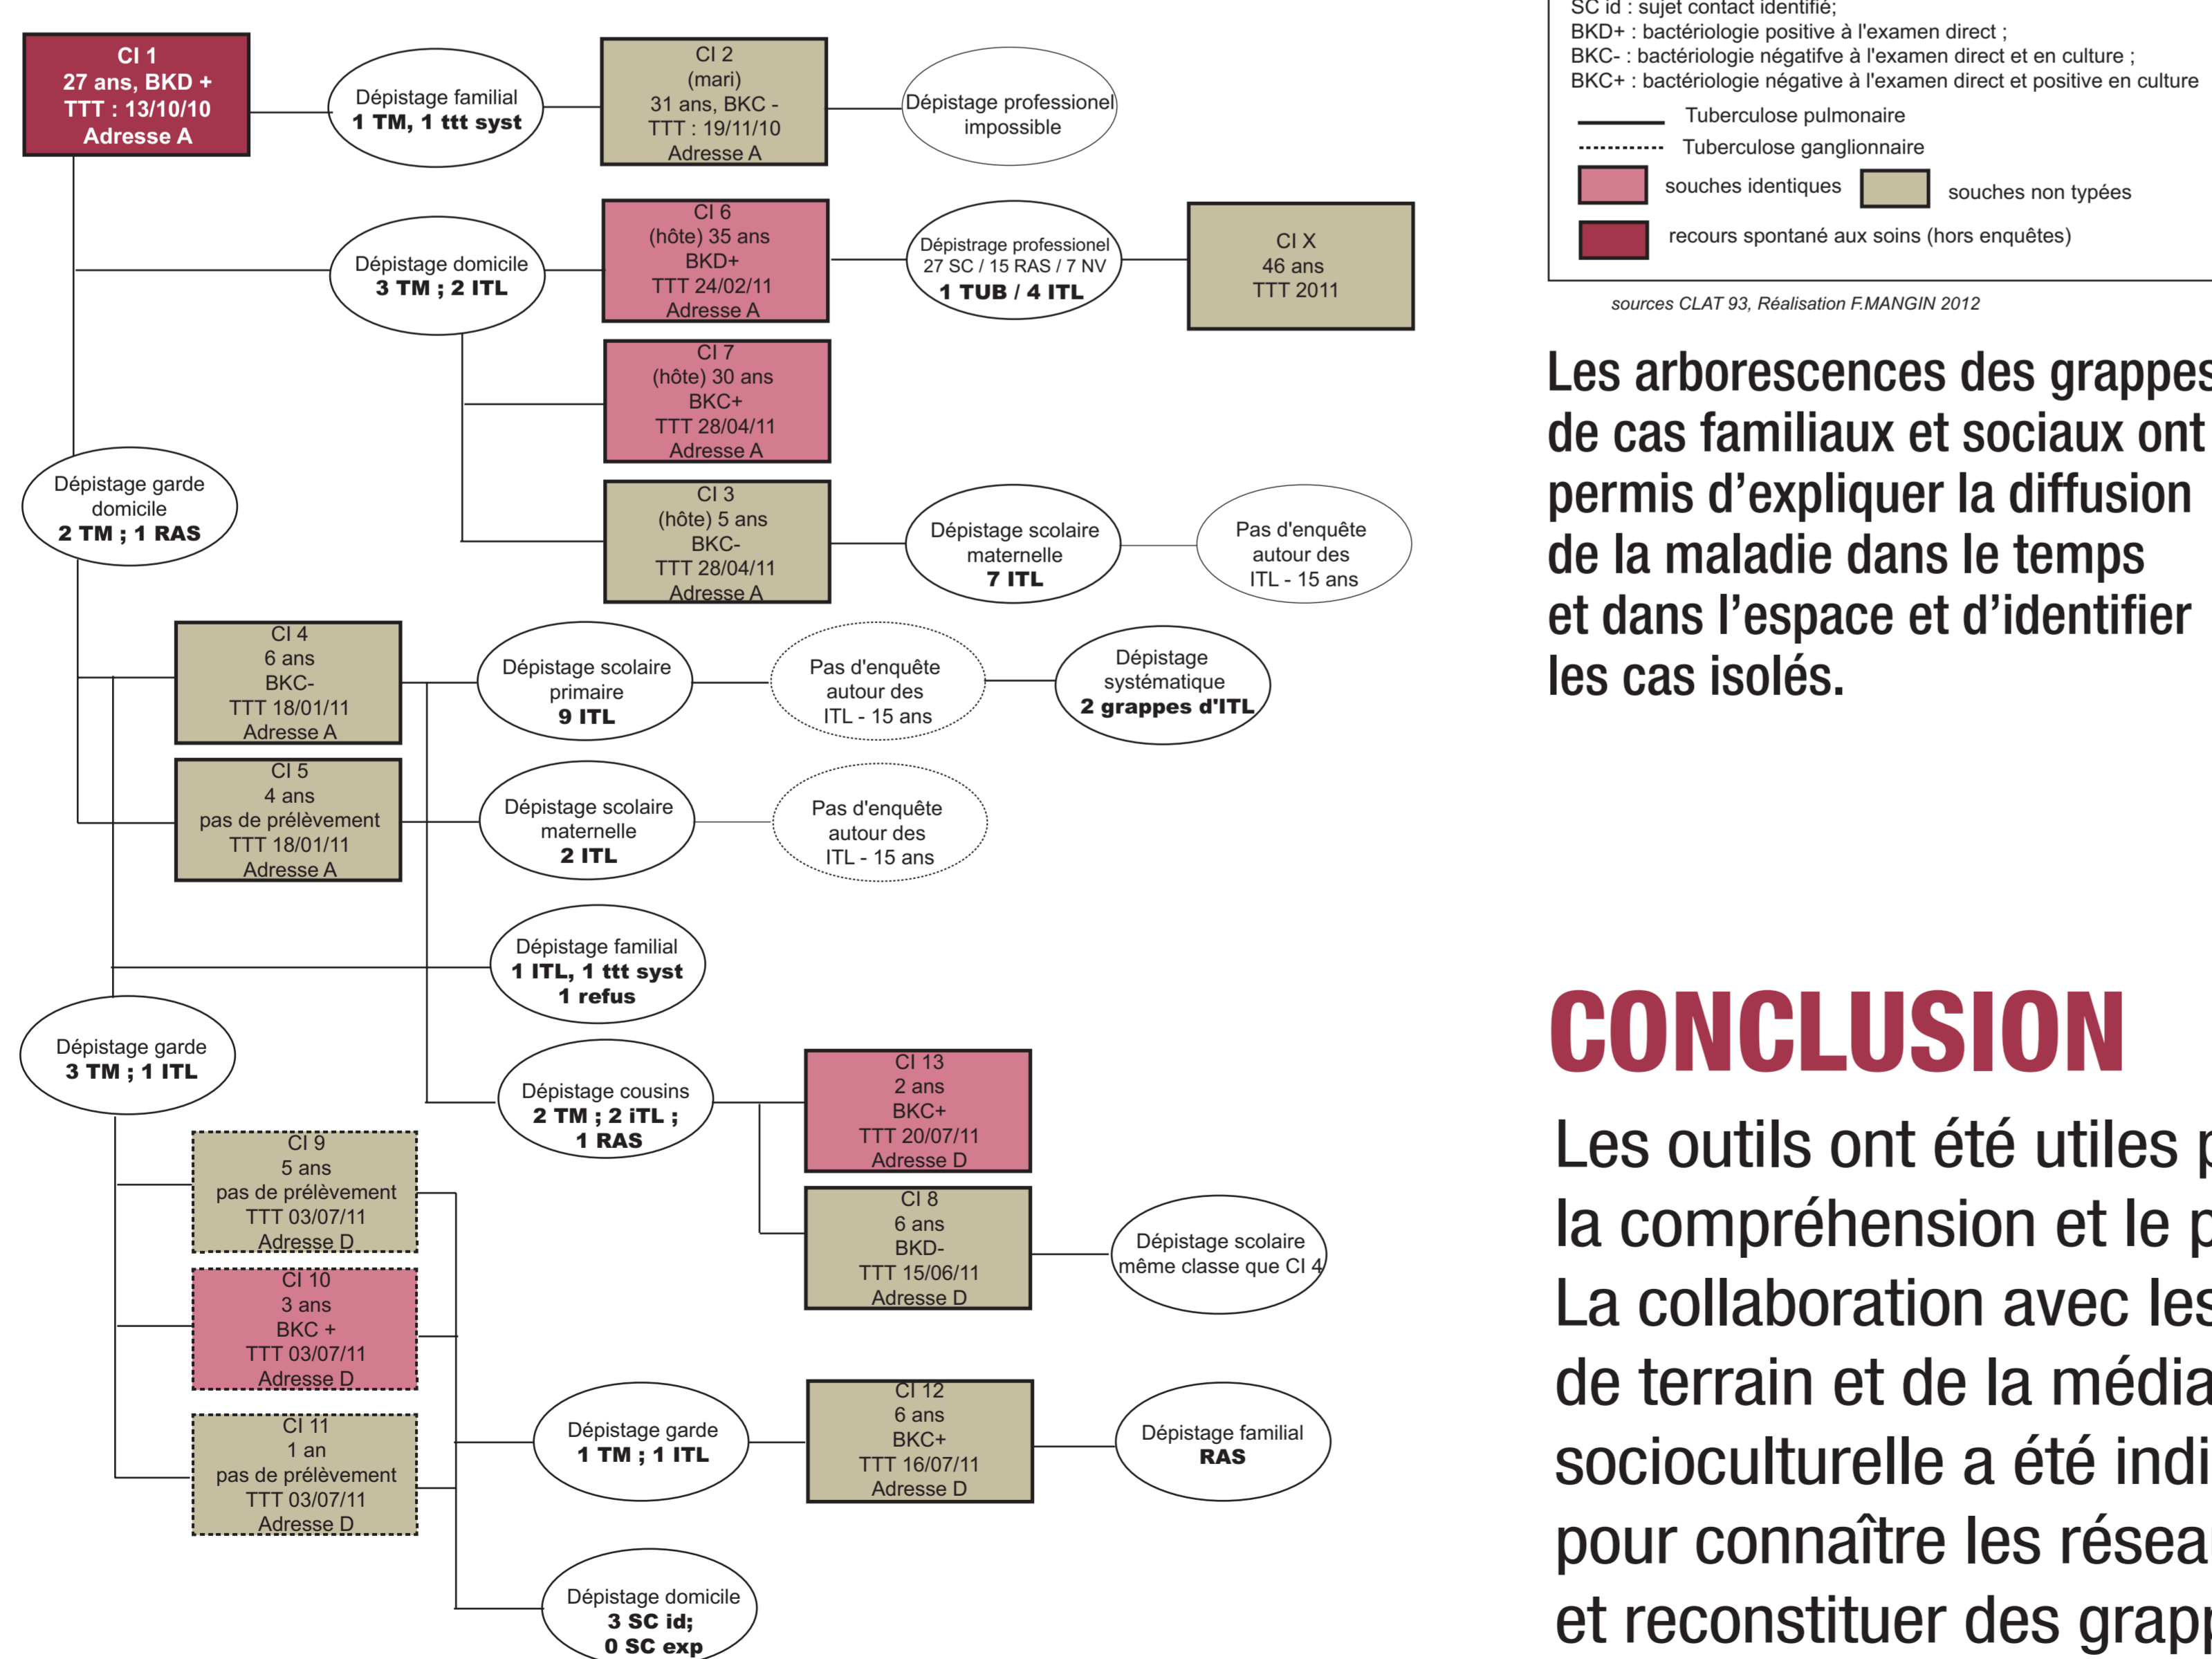 CI 1
27 ans, BKD +
TTT : 13/10/10
Adresse A
Dépistage familial
1 TM, 1 ttt syst
CI 2
(mari)
31 ans, BKC -
TTT : 19/11/10
Adresse A
Dépistage professionel
impossible
Dépistage domicile
3 TM ; 2 ITL
CI 6
(hôte) 35 ans
BKD+
TTT 24/02/11
Adresse A
Dépistrage professionel
27 SC / 15 RAS / 7 NV
1 TUB / 4 ITL
CI X
46 ans
TTT 2011
CI 7
(hôte) 30 ans
BKC+
TTT 28/04/11
Adresse A
Dépistage garde
domicile
2 TM ; 1 RAS
CI 3
(hôte) 5 ans
BKC-
TTT 28/04/11
Adresse A
Dépistage scolaire
maternelle
7 ITL
Pas d'enquête
autour des
ITL - 15 ans
CI 4
6 ans
BKC-
TTT 18/01/11
Adresse A
Dépistage scolaire
primaire
9 ITL
Pas d'enquête
autour des
ITL - 15 ans
Dépistage
systématique
2 grappes d'ITL
CI 5
4 ans
pas de prélèvement
TTT 18/01/11
Adresse A
Dépistage scolaire
maternelle
2 ITL
Pas d'enquête
autour des
ITL - 15 ans
Dépistage familial
1 ITL, 1 ttt syst
1 refus
Dépistage garde
3 TM ; 1 ITL
Dépistage cousins
2 TM ; 2 iTL ;
1 RAS
CI 13
2 ans
BKC+
TTT 20/07/11
Adresse D
CI 9
5 ans
pas de prélèvement
TTT 03/07/11
Adresse D
CI 8
6 ans
BKD-
TTT 15/06/11
Adresse D
Dépistage scolaire
même classe que CI 4
CI 10
3 ans
BKC +
TTT 03/07/11
Adresse D
CI 11
1 an
pas de prélèvement
TTT 03/07/11
Adresse D
Dépistage garde
1 TM ; 1 ITL
CI 12
6 ans
BKC+
TTT 16/07/11
Adresse D
Dépistage familial
RAS
Dépistage domicile
3 SC id;
0 SC exp
SC id : sujet contact identifié;
BKD+ : bactériologie positive à l'examen direct ;
BKC- : bactériologie négatifve à l'examen direct et en culture ;
BKC+ : bactériologie négative à l'examen direct et positive en culture
Tuberculose pulmonaire
Tuberculose ganglionnaire
souches identiques
souches non typées
recours spontané aux soins (hors enquêtes)
sources CLAT 93, Réalisation F.MANGIN 2012
Les arborescences des grappes
de cas familiaux et sociaux ont
permis d'expliquer la diffusion
de la maladie dans le temps
et dans l'espace et d'identifier
les cas isolés.
CONCLUSION
Les outils ont été utiles p
la compréhension et le p
La collaboration avec les
de terrain et de la média
socioculturelle a été indi
pour connaître les résea
et reconstituer des grapp